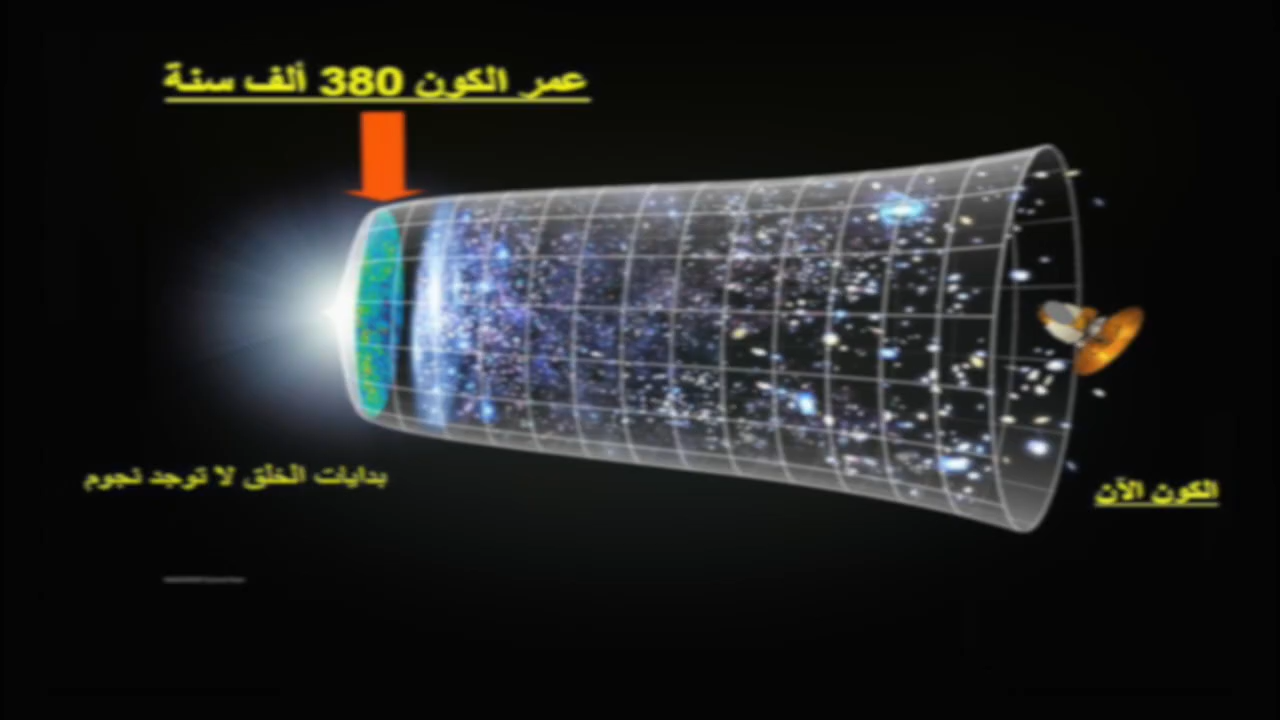 عمر الكون 380 ألف سنة
بدايات الخلق لا توجد نجوم
الكون الآن